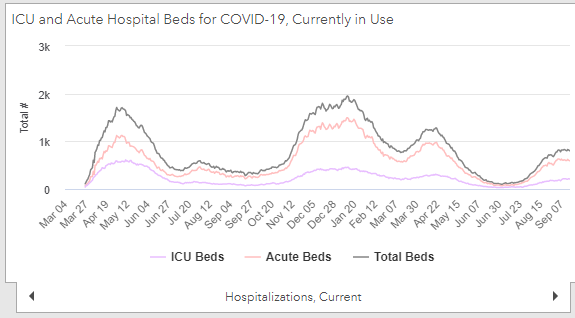 ICU and Acute Hospital Beds for COVID-19, Currently in Use
3k
2k
1k
0
Total #
Mar 04
Mar 27
Apr 19
May 12
Jun 04
Jun 27
Jul 20
Aug 12
Sep 04
Sep 27
Oct 20
Nov 12
Dec 05
Dec 28
Jan 20
Feb 12
Mar 07
Mar 30
Apr 22
May 15
Jun 07
Jun 30
Jul 23
Aug 15
Sep 07
ICU Beds
Acute Beds
Total Beds
Hospitalizations, Current